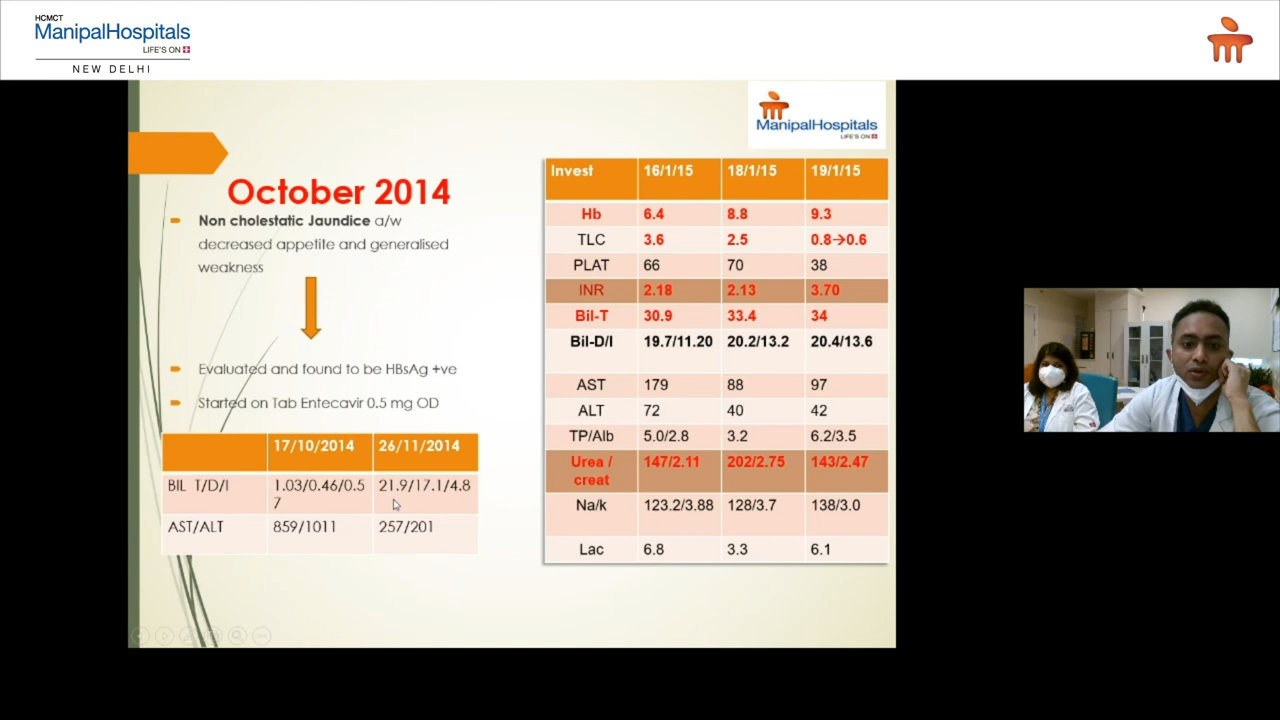 HCMCT
ManipalHospitals
LIFE'S ON
NEW DELHI
ManipalHospitals
LIFE'S ON
October 2014
Non cholestatic Jaundice a/w
decreased appetite and generalised
weakness
Evaluated and found to be HBsAg +ve
Started on Tab Entecavir 0.5 mg OD
17/10/2014 26/11/2014
BIL T/D/I 1.03/0.46/0.5 21.9/17.1/4.8
7
AST/ALT 859/1011 257/201
Invest 16/1/15 18/1/15 19/1/15
Hb 6.4 8.8 9.3
TLC 3.6 2.5 0.8→0.6
PLAT 66 70 38
INR 2.18 2.13 3.70
Bil-T 30.9 33.4 34
Bil-D/I 19.7/11.20 20.2/13.2 20.4/13.6
AST 179 88 97
ALT 72 40 42
TP/Alb 5.0/2.8 3.2 6.2/3.5
Urea / 147/2.11 202/2.75 143/2.47
creat
Na/k 123.2/3.88 128/3.7 138/3.0
Lac 6.8 3.3 6.1